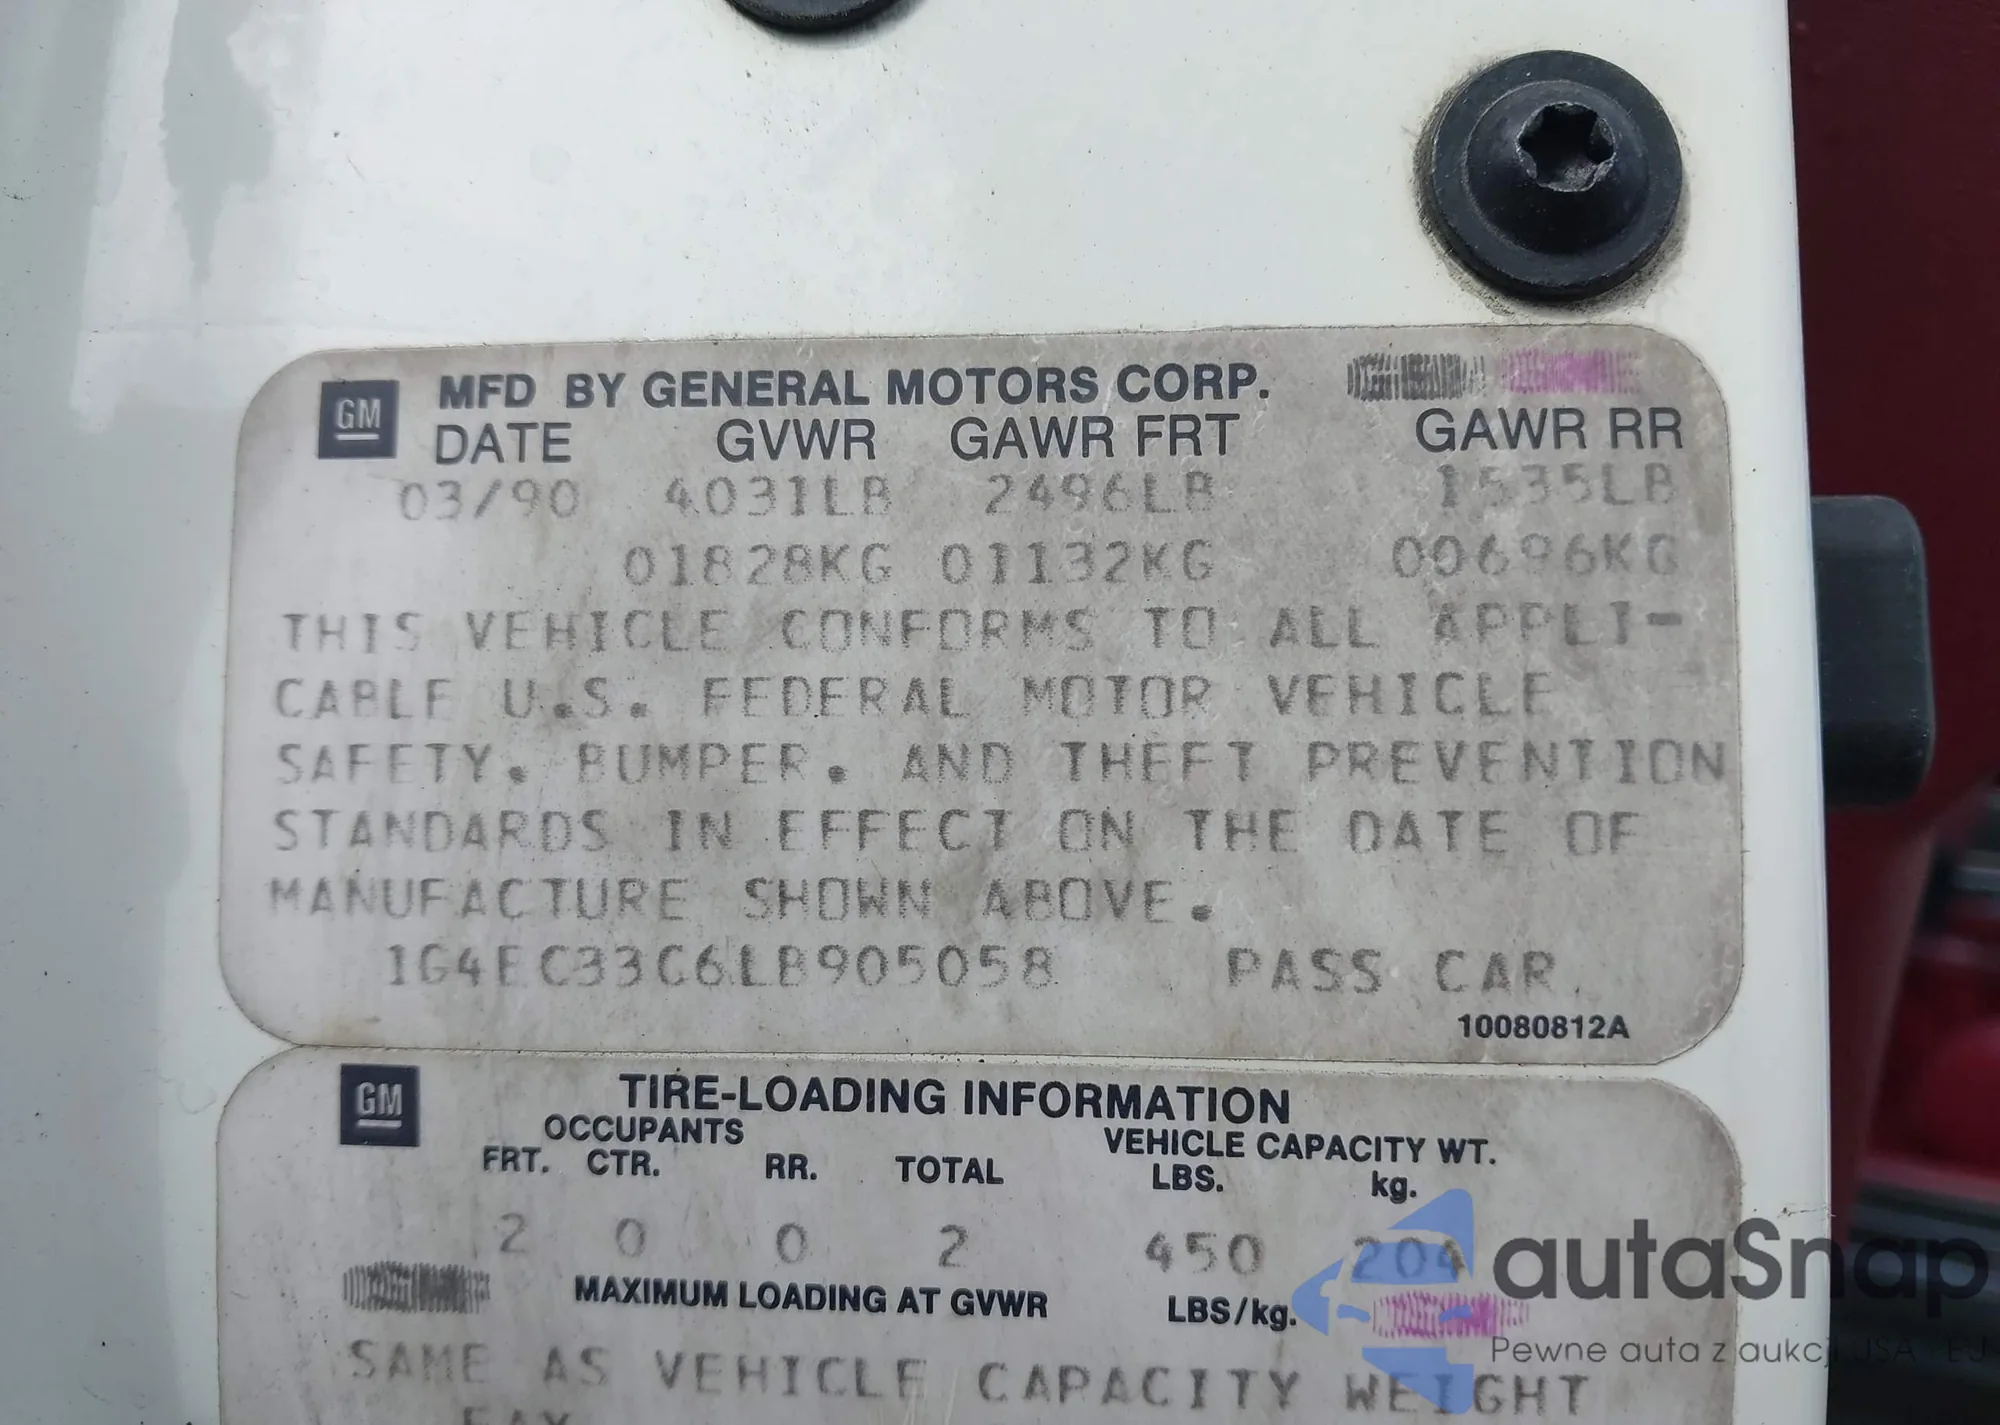 GM MFD BY GENERAL MOTORS CORP.
DATE GVWR GAWR FRT GAWR RR
03/90 4031LB 2496LB 1535LB
01828KG 01132KG 00696KG
THIS VEHICLE CONFORMS TO ALL APPLI-
CABLE U.S. FEDERAL MOTOR VEHICLE
SAFETY. BUMPER. AND THEFT PREVENTION
STANDARDS IN EFFECT ON THE DATE OF
MANUFACTURE SHOWN ABOVE.
1G4EC33C6LB905058 PASS CAR
10080812A
GM TIRE-LOADING INFORMATION
OCCUPANTS VEHICLE CAPACITY WT.
FRT. CTR. RR. TOTAL LBS. kg.
2 0 0 2 450 204
MAXIMUM LOADING AT GVWR LBS/kg.
SAME AS VEHICLE CAPACITY WEIGHT
autaSnap
Pewne auta z aukcji USA i EU